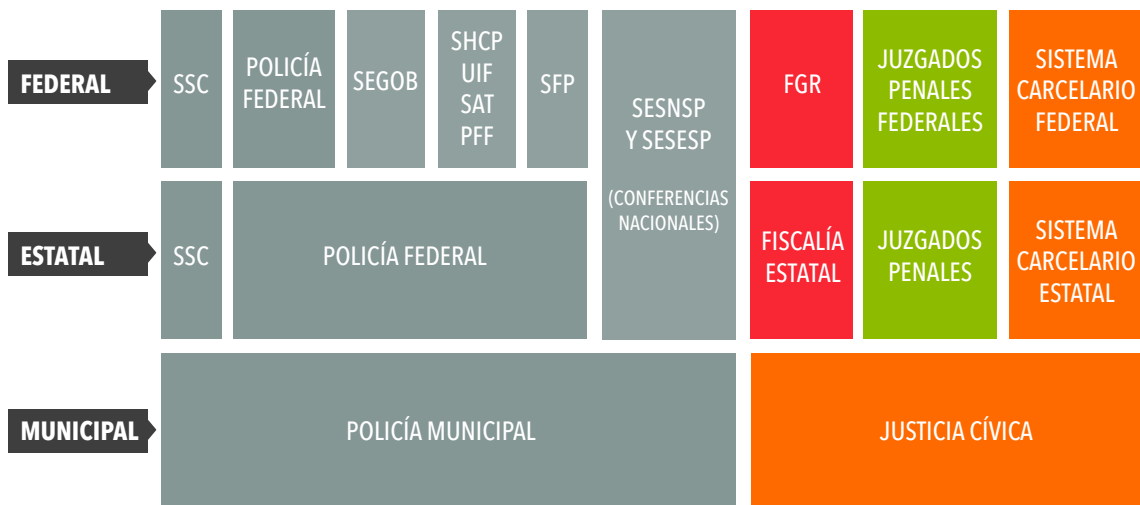 FEDERAL
SSC
POLICÍA
FEDERAL
SEGOB
SHCP
UIF
SAT
PFF
SFP
SESNSP
Y SESESP
(CONFERENCIAS
NACIONALES)
FGR
JUZGADOS
PENALES
FEDERALES
SISTEMA
CARCELARIO
FEDERAL
ESTATAL
SSC
POLICÍA FEDERAL
FISCALÍA
ESTATAL
JUZGADOS
PENALES
SISTEMA
CARCELARIO
ESTATAL
MUNICIPAL
POLICÍA MUNICIPAL
JUSTICIA CÍVICA